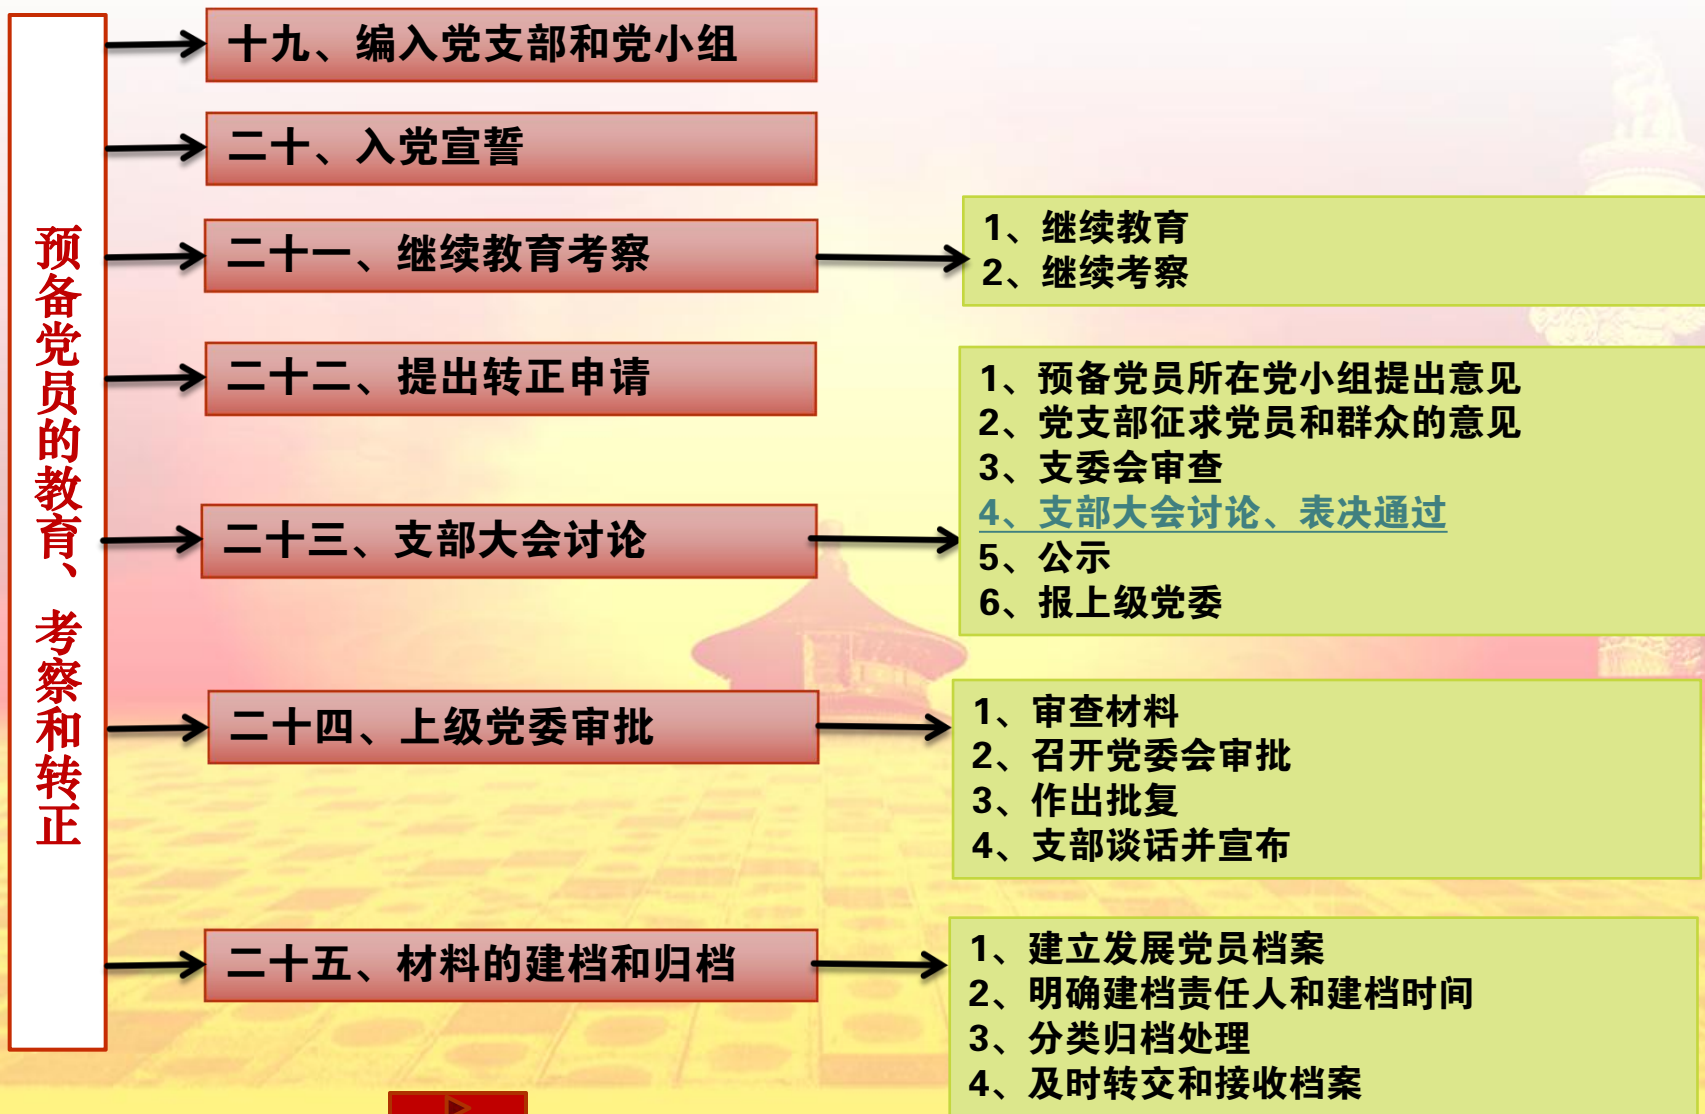 预备党员的教育、考察和转正
十九、编入党支部和党小组
二十、入党宣誓
二十一、继续教育考察
1、继续教育
2、继续考察
二十二、提出转正申请
二十三、支部大会讨论
1、预备党员所在党小组提出意见
2、党支部征求党员和群众的意见
3、支委会审查
4、支部大会讨论、表决通过
5、公示
6、报上级党委
二十四、上级党委审批
1、审查材料
2、召开党委会审批
3、作出批复
4、支部谈话并宣布
二十五、材料的建档和归档
1、建立发展党员档案
2、明确建档责任人和建档时间
3、分类归档处理
4、及时转交和接收档案